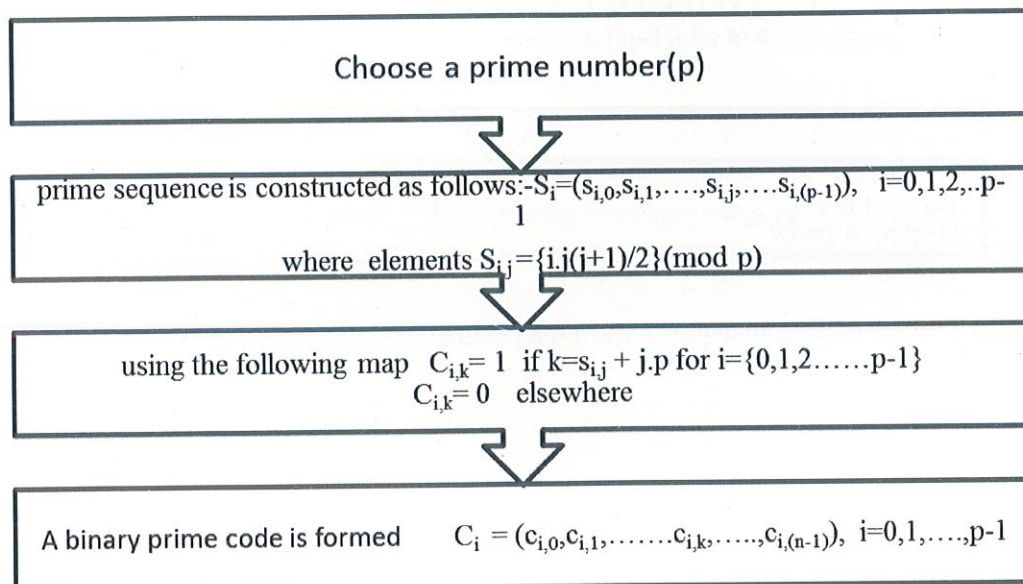 Choose a prime number(p)
prime sequence is constructed as follows:-Sᵢ=(sᵢ,₀,sᵢ,₁,....,sᵢ,ⱼ,....sᵢ,₍ₚ₋₁₎), i=0,1,2,..p-
1
where elements Sᵢ,ⱼ={i.j(j+1)/2}(mod p)
using the following map Cᵢ,ₖ= 1 if k=sᵢ,ⱼ + j.p for i={0,1,2......p-1}
Cᵢ,ₖ= 0 elsewhere
A binary prime code is formed Cᵢ = (cᵢ,₀,cᵢ,₁,.......cᵢ,ₖ,.....,cᵢ,₍ₙ₋₁₎), i=0,1,....,p-1